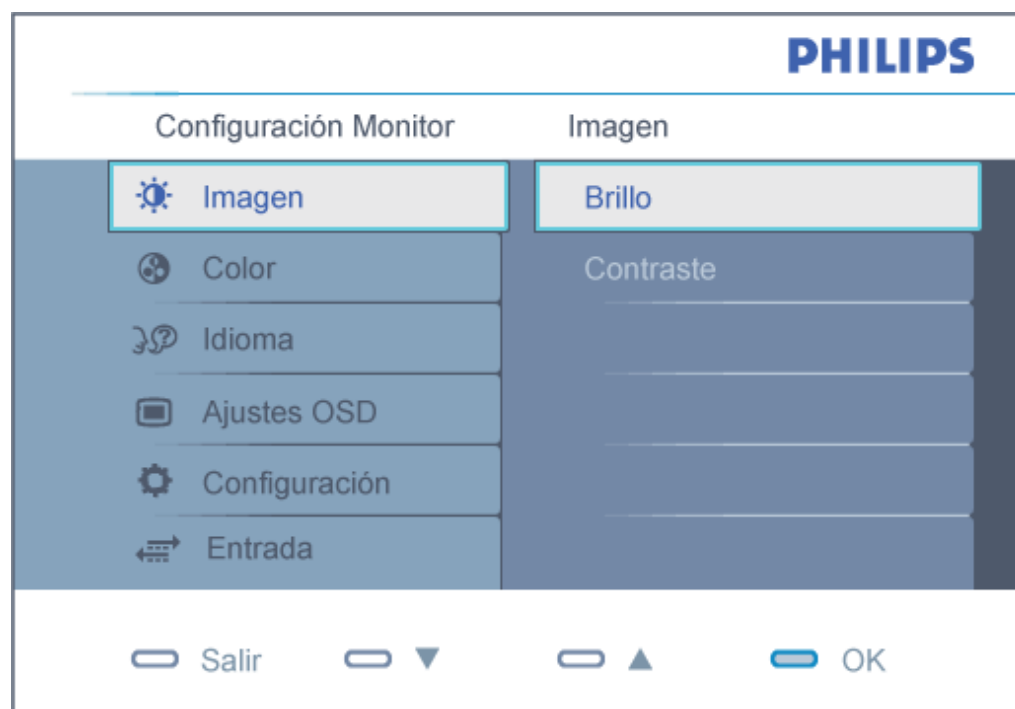 PHILIPS
Configuración Monitor Imagen
Imagen Brillo
Color Contraste
Idioma
Ajustes OSD
Configuración
Entrada
Salir ▼ ▲ OK